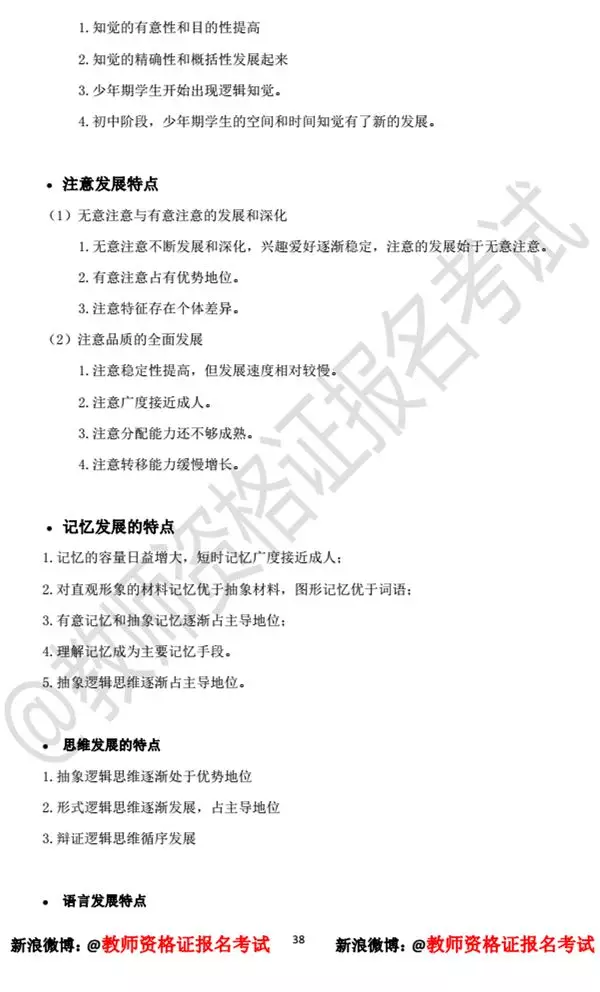 1.知觉的有意性和目的性提高
2.知觉的精确性和概括性发展起来
3.少年期学生开始出现逻辑知觉。
4.初中阶段，少年期学生的空间和时间知觉有了新的发展。
• 注意发展特点
（1）无意注意与有意注意的发展和深化
1.无意注意不断发展和深化，兴趣爱好逐渐稳定，注意的发展始于无意注意。
2.有意注意占有优势地位。
3.注意特征存在个体差异。
（2）注意品质的全面发展
1.注意稳定性提高，但发展速度相对较慢。
2.注意广度接近成人。
3.注意分配能力还不够成熟。
4.注意转移能力缓慢增长。
• 记忆发展的特点
1.记忆的容量日益增大，短时记忆广度接近成人；
2.对直观形象的材料记忆优于抽象材料，图形记忆优于词语；
3.有意记忆和抽象记忆逐渐占主导地位；
4.理解记忆成为主要记忆手段。
5.抽象逻辑思维逐渐占主导地位。
• 思维发展的特点
1.抽象逻辑思维逐渐处于优势地位
2.形式逻辑思维逐渐发展，占主导地位
3.辩证逻辑思维循序发展
• 语言发展特点
新浪微博：@教师资格证报名考试 38 新浪微博：@教师资格证报名考试
@教师资格证报名考试